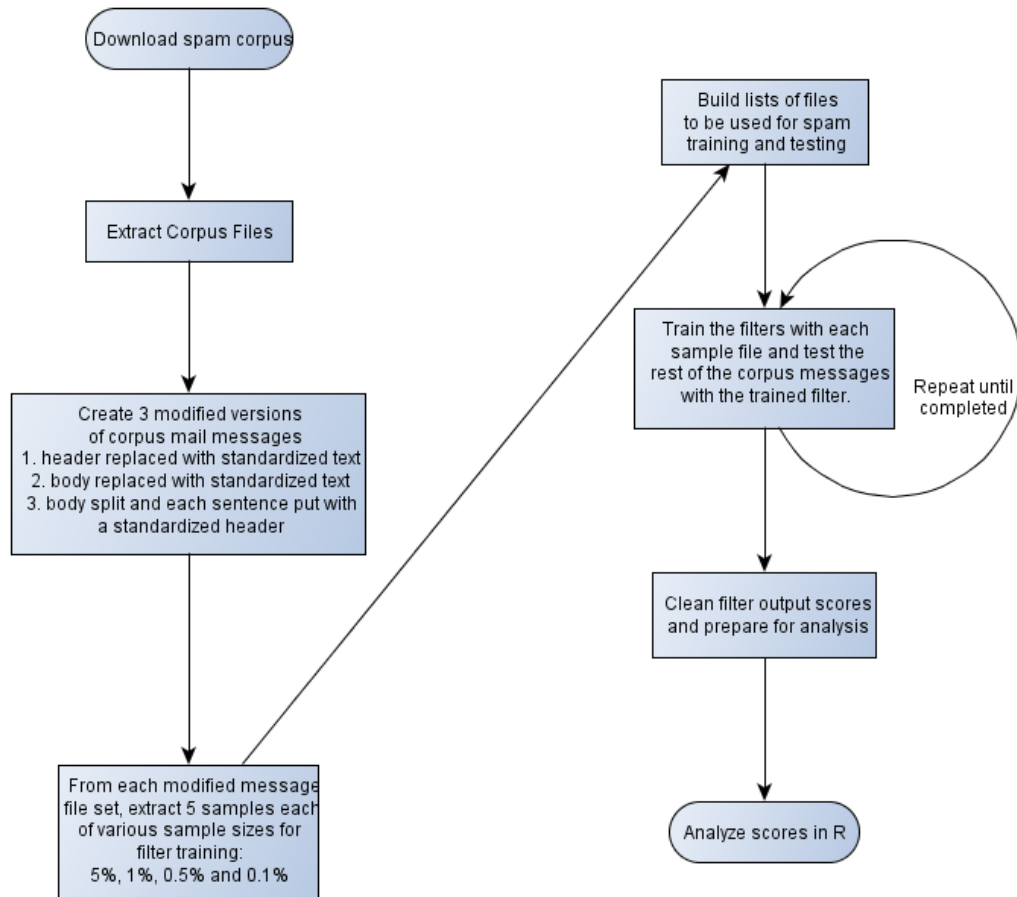 Download spam corpus
Extract Corpus Files
Create 3 modified versions
of corpus mail messages
1. header replaced with standardized text
2. body replaced with standardized text
3. body split and each sentence put with
a standardized header
From each modified message
file set, extract 5 samples each
of various sample sizes for
filter training:
5%, 1%, 0.5% and 0.1%
Build lists of files
to be used for spam
training and testing
Train the filters with each
sample file and test the
rest of the corpus messages
with the trained filter.
Repeat until
completed
Clean filter output scores
and prepare for analysis
Analyze scores in R